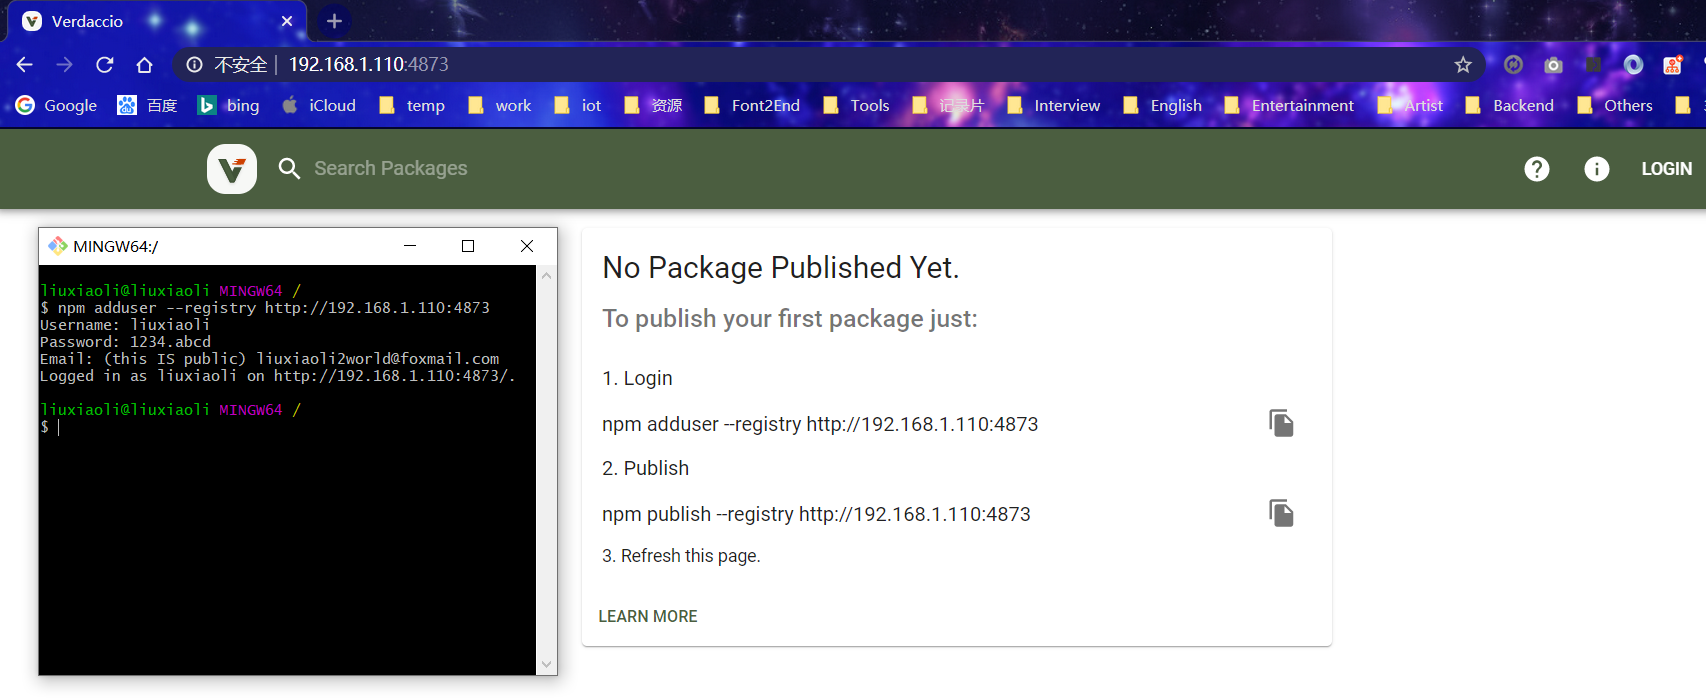 Verdaccio
不安全 192.168.1.110:4873
Google 百度 bing iCloud temp work iot 资源 Font2End Tools 记录片 Interview English Entertainment Artist Backend Others
Search Packages
LOGIN
MINGW64:/
liuxiaoli@liuxiaoli MINGW64 /
$ npm adduser --registry http://192.168.1.110:4873
Username: liuxiaoli
Password: 1234.abcd
Email: (this IS public) liuxiaoli2world@foxmail.com
Logged in as liuxiaoli on http://192.168.1.110:4873/.
liuxiaoli@liuxiaoli MINGW64 /
$
No Package Published Yet.
To publish your first package just:
1. Login
npm adduser --registry http://192.168.1.110:4873
2. Publish
npm publish --registry http://192.168.1.110:4873
3. Refresh this page.
LEARN MORE